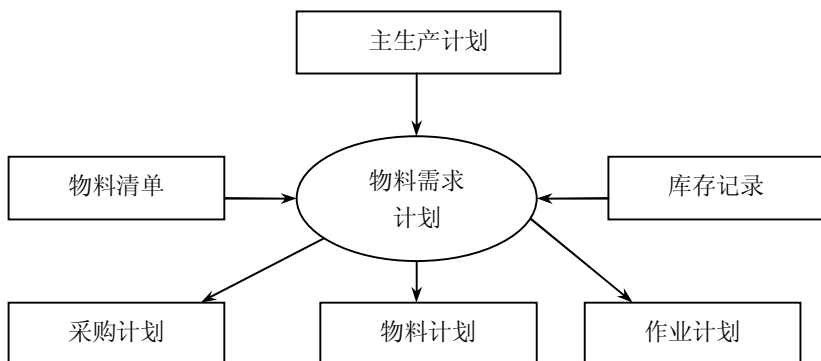 主生产计划
物料清单
物料需求
计划
库存记录
采购计划
物料计划
作业计划